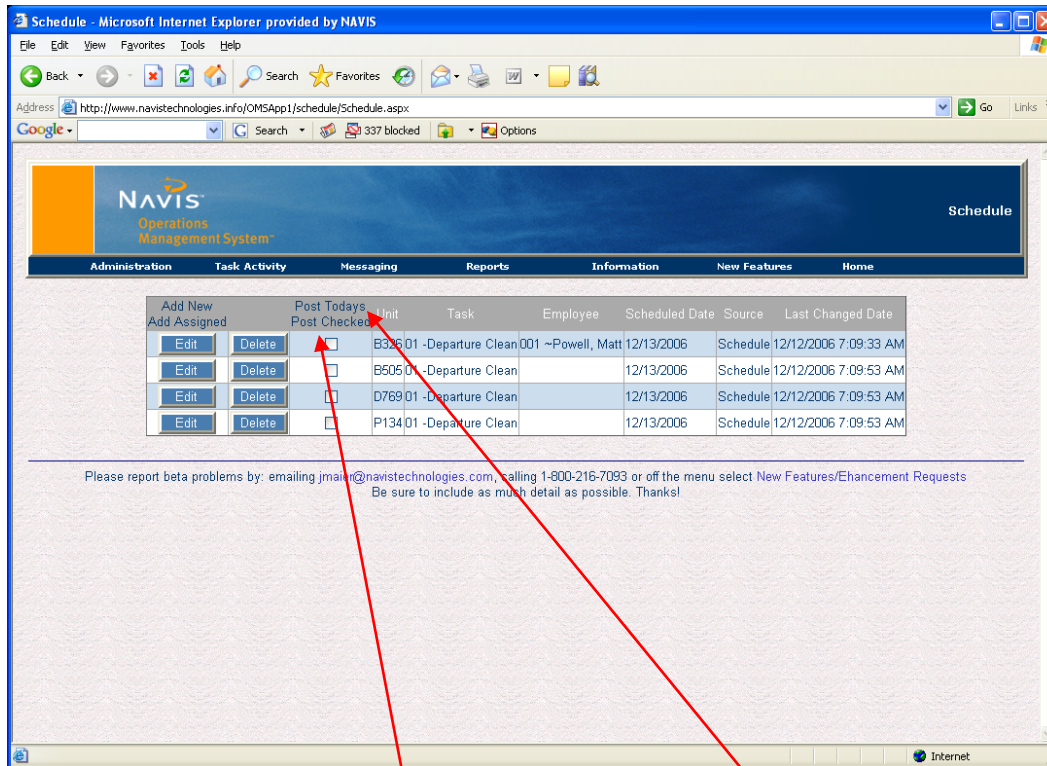 Schedule - Microsoft Internet Explorer provided by NAVIS
File Edit View Favorites Tools Help
Back Search Favorites
Address http://www.navistechnologies.info/OMSApp1/schedule/Schedule.aspx Go Links
Google Search 337 blocked Options
NAVIS
Operations
Management System™
Schedule
Administration Task Activity Messaging Reports Information New Features Home
Add New Post Todays
Add Assigned Post Checked Unit Task Employee Scheduled Date Source Last Changed Date
Edit Delete B326 01 -Departure Clean 001 ~Powell, Matt 12/13/2006 Schedule 12/12/2006 7:09:33 AM
Edit Delete B505 01 -Departure Clean 12/13/2006 Schedule 12/12/2006 7:09:53 AM
Edit Delete D769 01 -Departure Clean 12/13/2006 Schedule 12/12/2006 7:09:53 AM
Edit Delete P134 01 -Departure Clean 12/13/2006 Schedule 12/12/2006 7:09:53 AM
Please report beta problems by: emailing jmaier@navistechnologies.com, calling 1-800-216-7093 or off the menu select New Features/Ehancement Requests
Be sure to include as much detail as possible. Thanks!
Internet